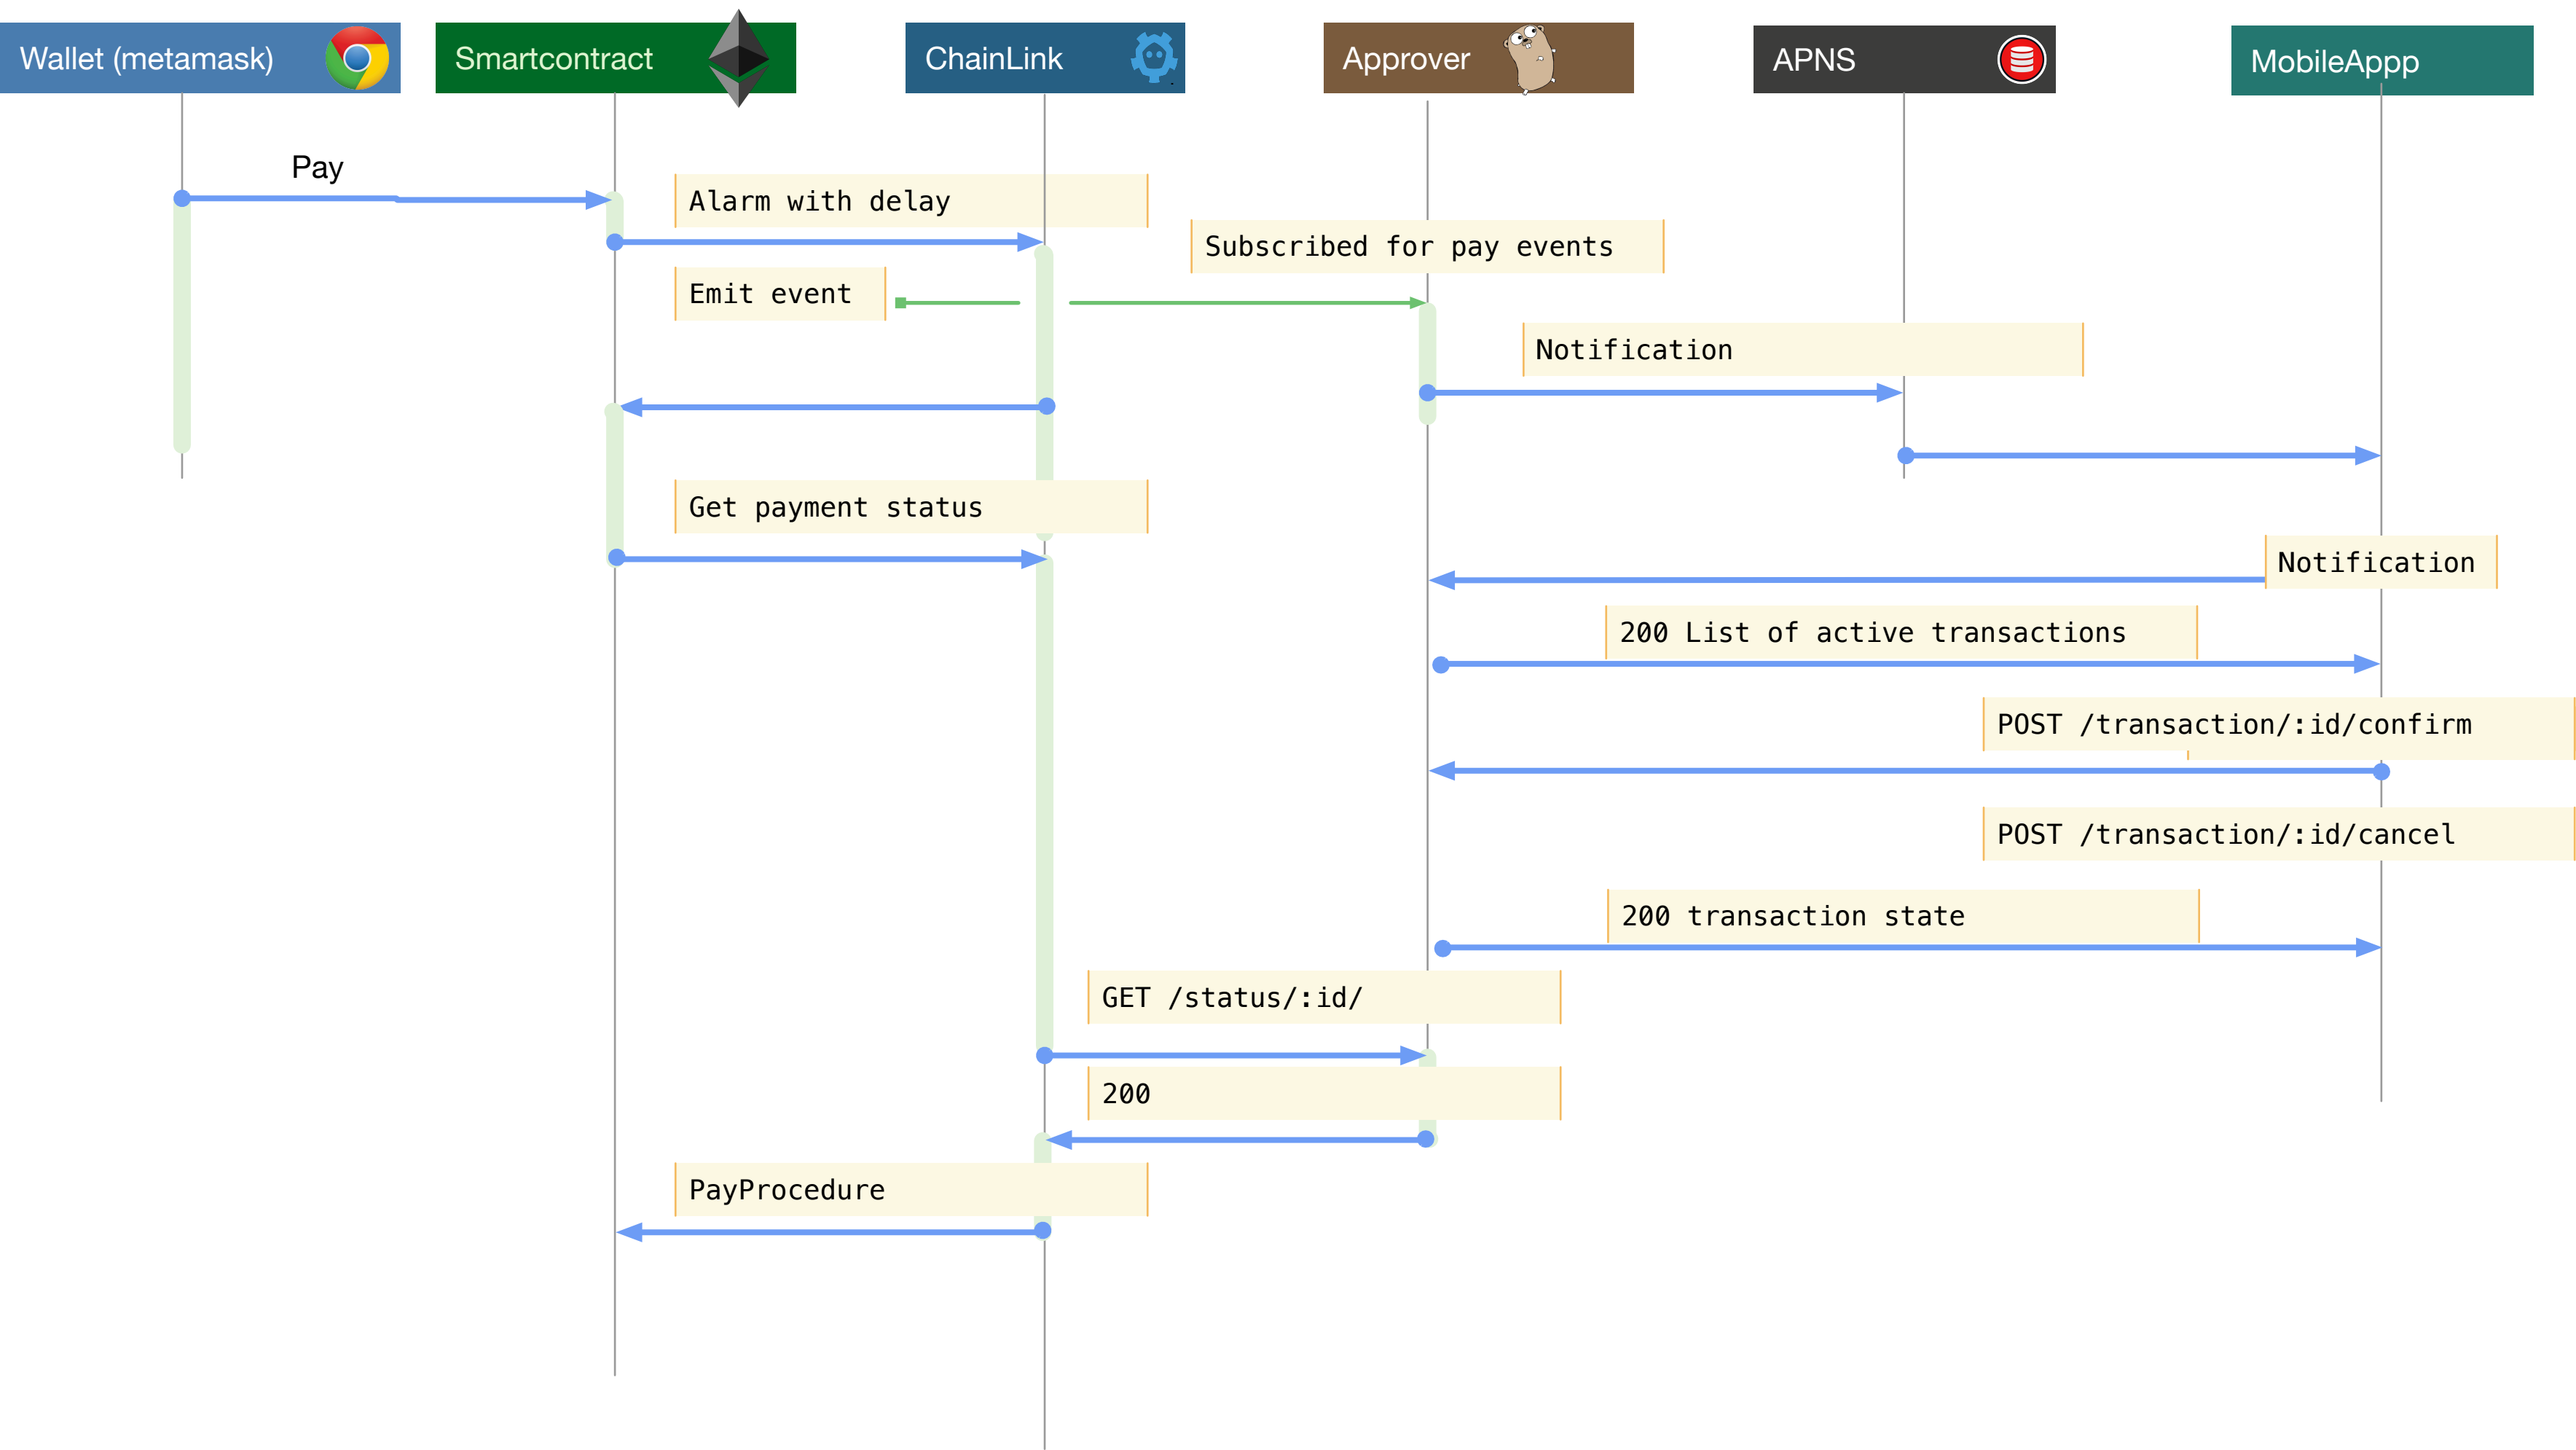 Wallet (metamask)
Smartcontract
ChainLink
Approver
APNS
MobileAppp
Pay
Alarm with delay
Subscribed for pay events
Emit event
Notification
Get payment status
Notification
200 List of active transactions
POST /transaction/:id/confirm
POST /transaction/:id/cancel
200 transaction state
GET /status/:id/
200
PayProcedure